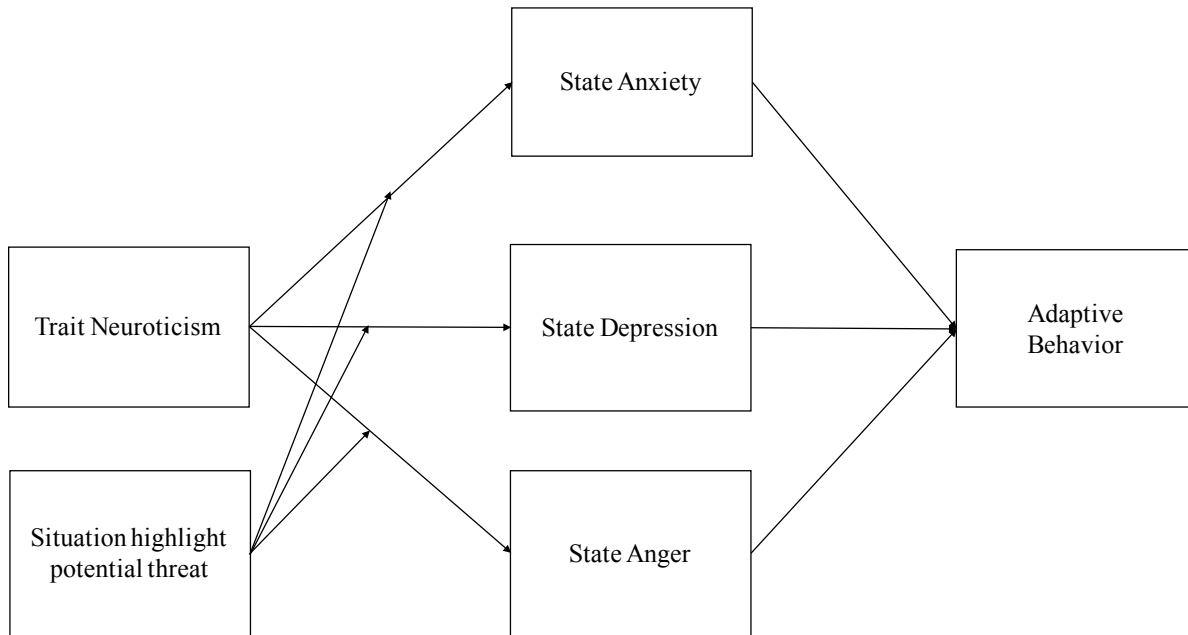 State Anxiety
Trait Neuroticism
State Depression
Adaptive
Behavior
Situation highlight
potential threat
State Anger